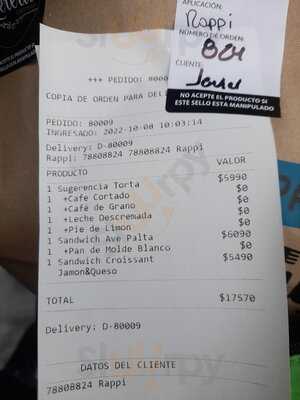 APLICACIÓN:
Rappi
NÚMERO DE ORDEN:
824
CLIENTE
NO ACEPTE EL PRODUCTO SI
ESTE SELLO ESTA MANIPULADO
+++ PEDIDO: 8000
COPIA DE ORDEN PARA DEL
PEDIDO: 80009
INGRESADO: 2022-10-08 10:03:14
Delivery: D-80009
Rappi: 78808824 78808824 Rappi
PRODUCTO VALOR
1 Sugerencia Torta $5990
1 +Cafe Cortado $0
1 +Café de Grano $0
1 +Leche Descremada $0
1 +Pie de Limon $0
1 Sandwich Ave Palta $6090
1 +Pan de Molde Blanco $0
1 Sandwich Croissant $5490
Jamon&Queso
TOTAL $17570
Delivery: D-80009
DATOS DEL CLIENTE
78808824 Rappi